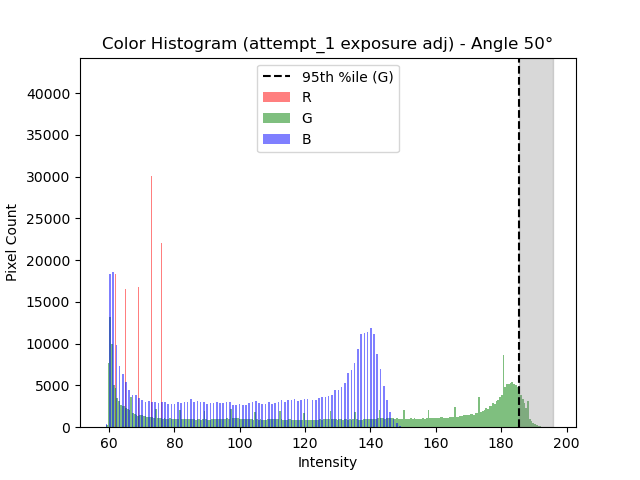 Color Histogram (attempt_1 exposure adj) - Angle 50°
Pixel Count
40000
35000
30000
25000
20000
15000
10000
5000
0
95th %ile (G)
R
G
B
60 80 100 120 140 160 180 200
Intensity